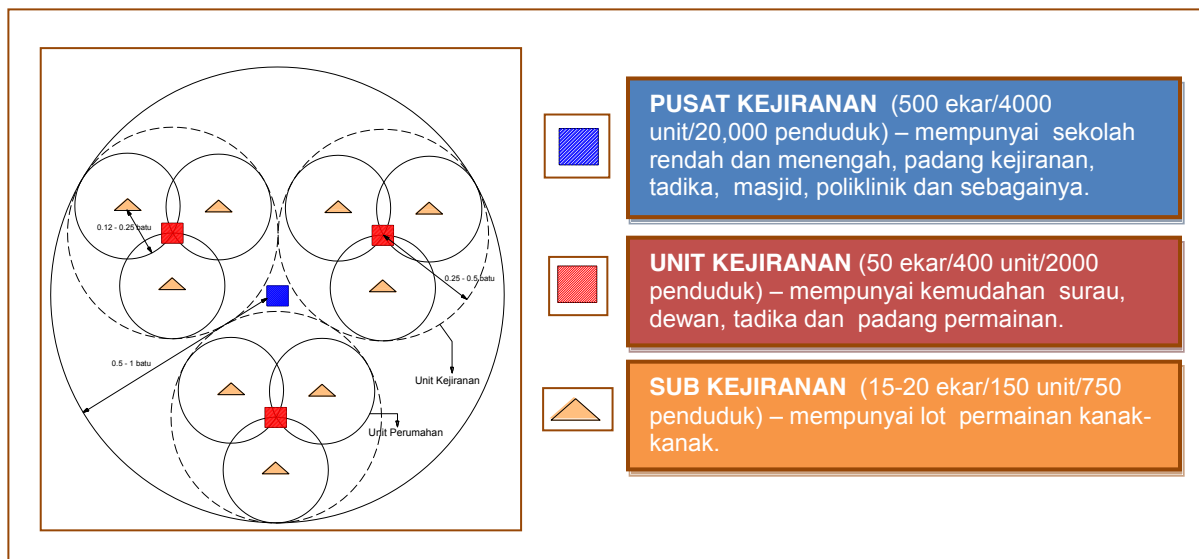 0.12 - 0.25 batu
0.25 - 0.5 batu
0.5 - 1 batu
Unit Kejiranan
Unit Perumahan
PUSAT KEJIRANAN (500 ekar/4000
unit/20,000 penduduk) – mempunyai sekolah
rendah dan menengah, padang kejiranan,
tadika, masjid, poliklinik dan sebagainya.
UNIT KEJIRANAN (50 ekar/400 unit/2000
penduduk) – mempunyai kemudahan surau,
dewan, tadika dan padang permainan.
SUB KEJIRANAN (15-20 ekar/150 unit/750
penduduk) – mempunyai lot permainan kanak-
kanak.